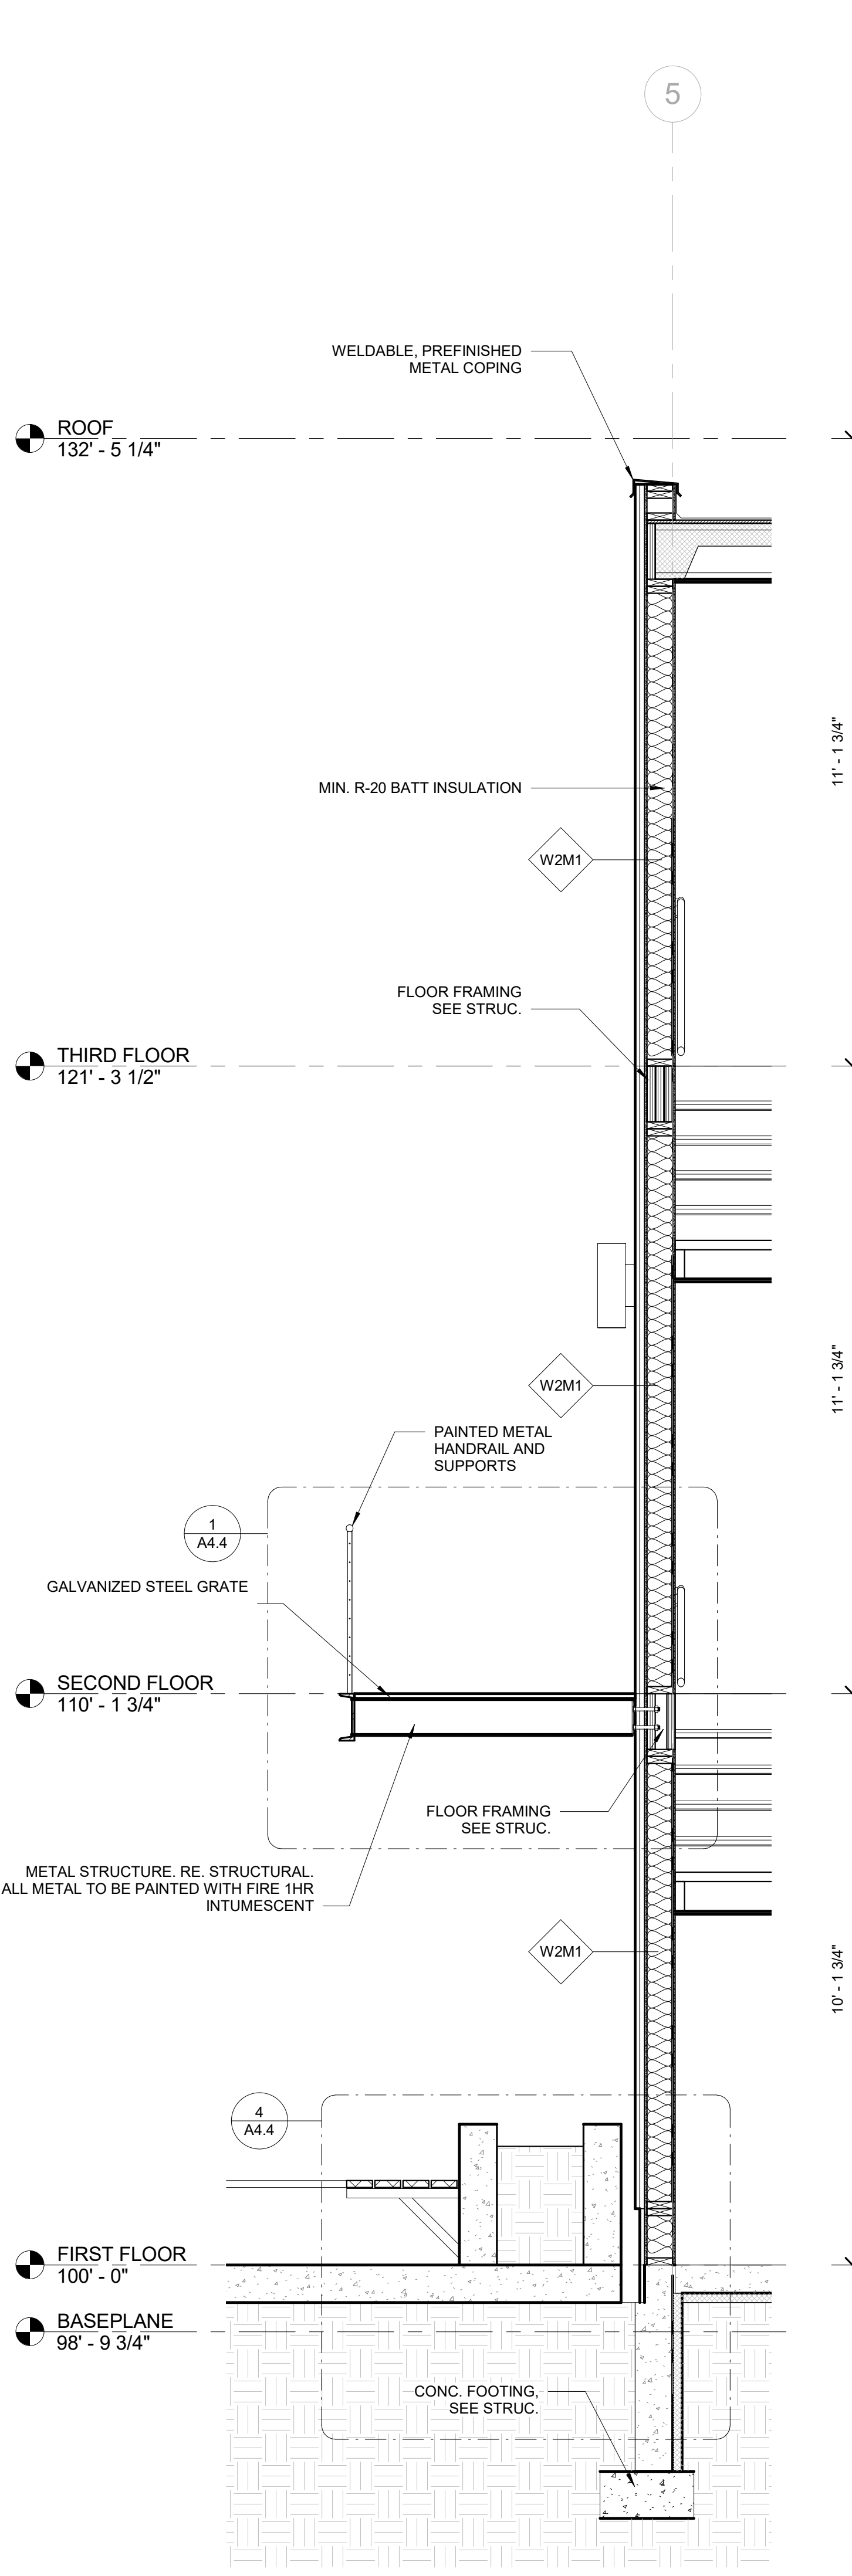 5
WELDABLE, PREFINISHED
METAL COPING
ROOF
132' - 5 1/4"
11' - 1 3/4"
MIN. R-20 BATT INSULATION
W2M1
FLOOR FRAMING
SEE STRUC.
THIRD FLOOR
121' - 3 1/2"
11' - 1 3/4"
W2M1
PAINTED METAL
HANDRAIL AND
SUPPORTS
1
A4.4
GALVANIZED STEEL GRATE
SECOND FLOOR
110' - 1 3/4"
FLOOR FRAMING
SEE STRUC.
METAL STRUCTURE. RE. STRUCTURAL.
ALL METAL TO BE PAINTED WITH FIRE 1HR
INTUMESCENT
W2M1
10' - 1 3/4"
4
A4.4
FIRST FLOOR
100' - 0"
BASEPLANE
98' - 9 3/4"
CONC. FOOTING,
SEE STRUC.